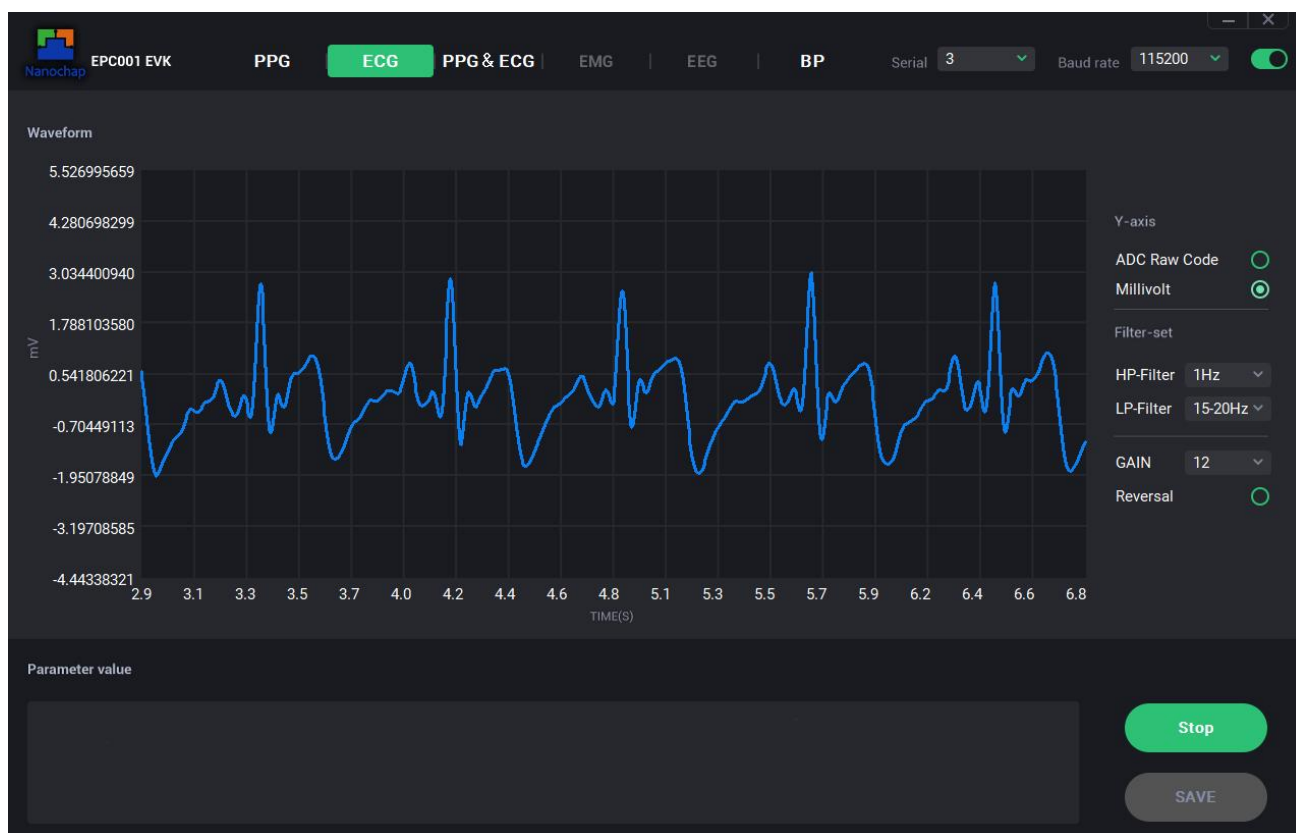 Nanochap
EPC001 EVK
PPG
ECG
PPG & ECG
EMG
EEG
BP
Serial 3
Baud rate 115200
Waveform
5.526995659
4.280698299
3.034400940
1.788103580
0.541806221
-0.70449113
-1.95078849
-3.19708585
-4.44338321
mV
2.9 3.1 3.3 3.5 3.7 4.0 4.2 4.4 4.6 4.8 5.1 5.3 5.5 5.7 5.9 6.2 6.4 6.6 6.8
TIME(S)
Y-axis
ADC Raw Code
Millivolt
Filter-set
HP-Filter 1Hz
LP-Filter 15-20Hz
GAIN 12
Reversal
Parameter value
Stop
SAVE